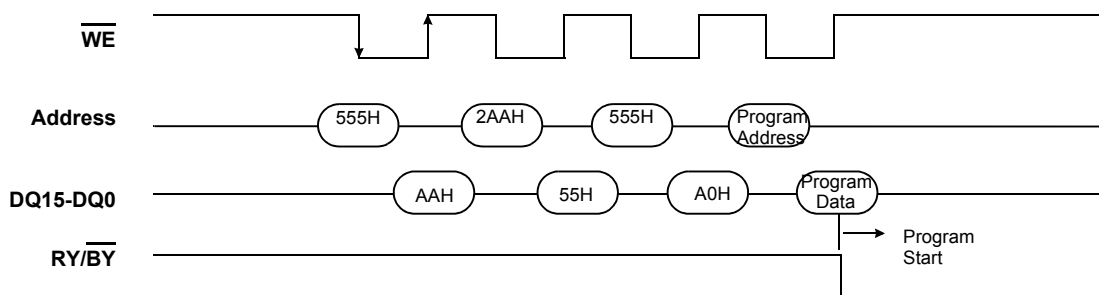 WE
Address
555H
2AAH
555H
Program
Address
DQ15-DQ0
AAH
55H
A0H
Program
Data
RY/BY
Program
Start